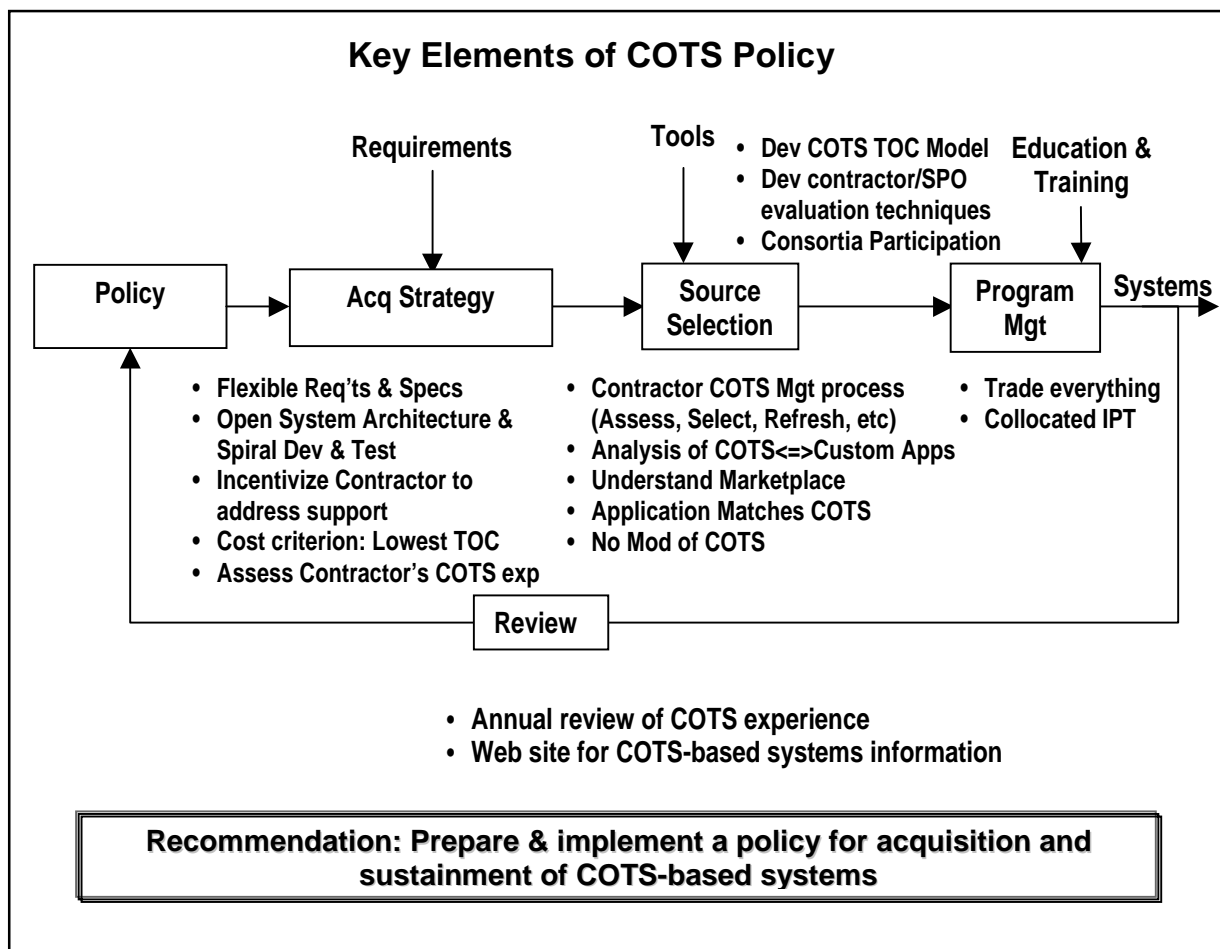 Key Elements of COTS Policy
Requirements
Tools
• Dev COTS TOC Model
• Dev contractor/SPO
evaluation techniques
• Consortia Participation
Education &
Training
Policy
Acq Strategy
Source
Selection
Program
Mgt
Systems
• Flexible Req'ts & Specs
• Open System Architecture &
Spiral Dev & Test
• Incentivize Contractor to
address support
• Cost criterion: Lowest TOC
• Assess Contractor's COTS exp
• Contractor COTS Mgt process
(Assess, Select, Refresh, etc)
• Analysis of COTS<=>Custom Apps
• Understand Marketplace
• Application Matches COTS
• No Mod of COTS
• Trade everything
• Collocated IPT
Review
• Annual review of COTS experience
• Web site for COTS-based systems information
Recommendation: Prepare & implement a policy for acquisition and
sustainment of COTS-based systems